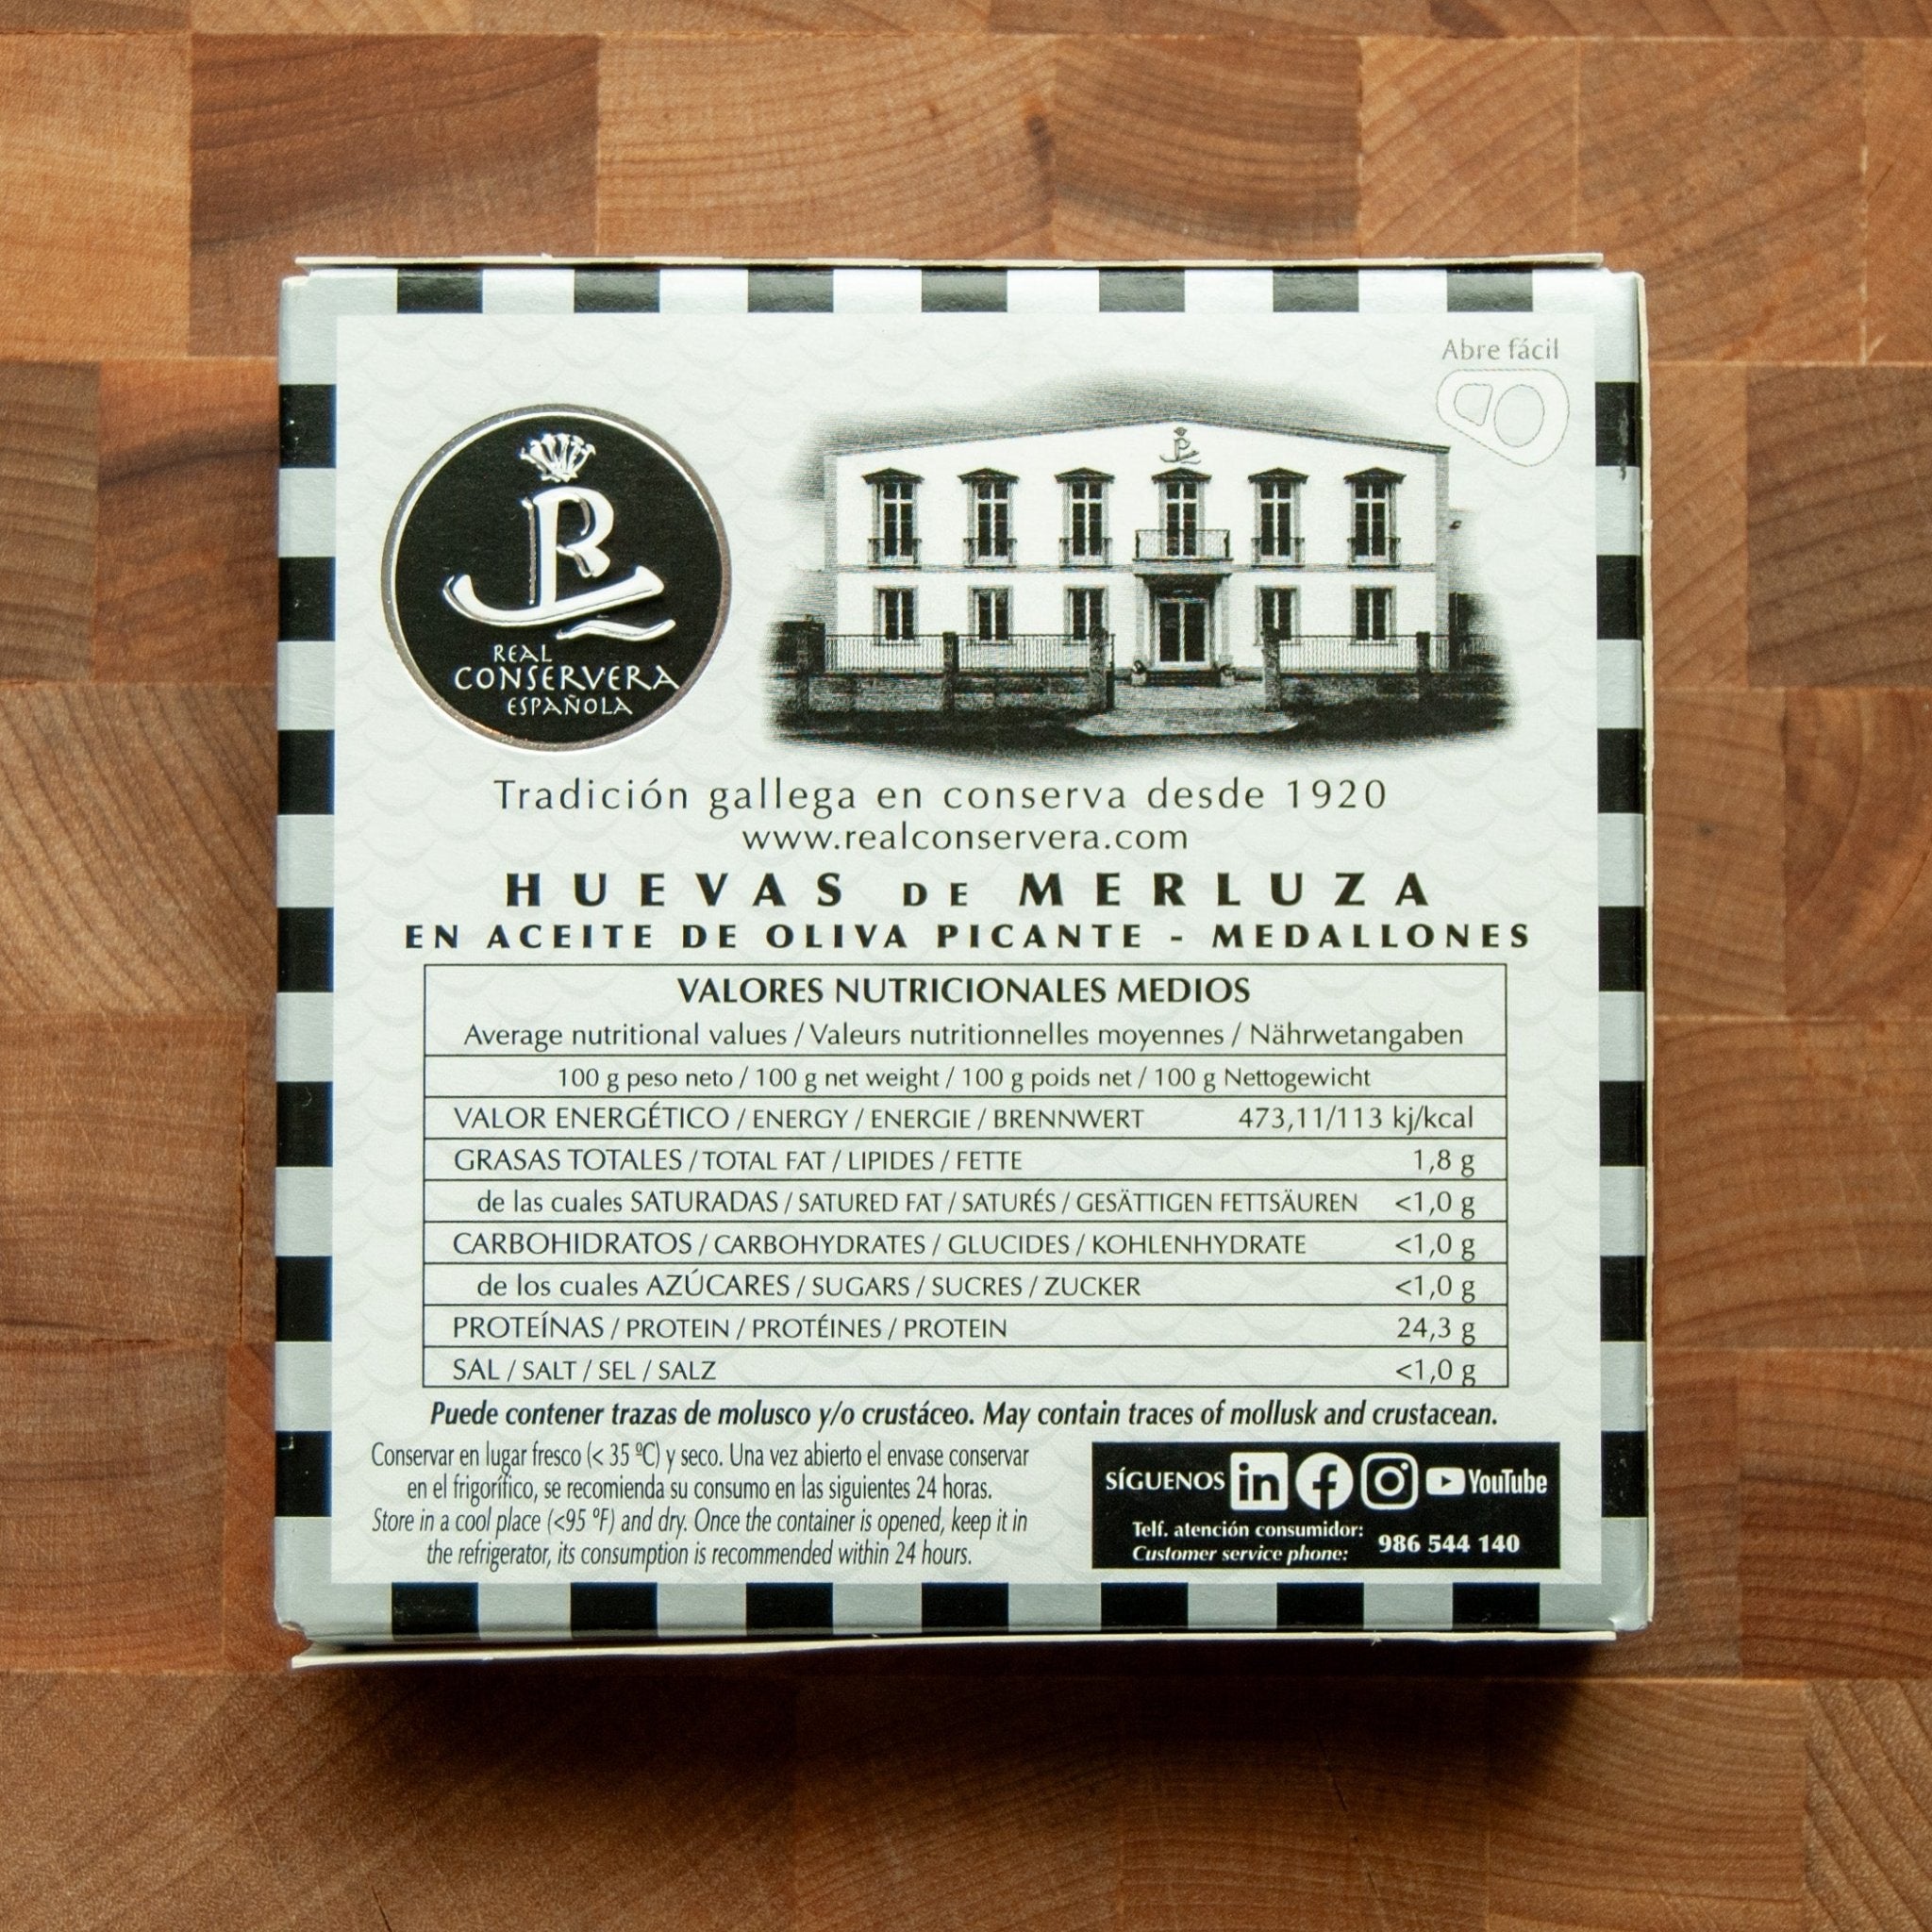 Abre fácil
REAL
CONSERVERA
ESPAÑOLA
Tradición gallega en conserva desde 1920
www.realconservera.com
HUEVAS DE MERLUZA
EN ACEITE DE OLIVA PICANTE - MEDALLONES
VALORES NUTRICIONALES MEDIOS
Average nutritional values / Valeurs nutritionnelles moyennes / Nährwetangaben
100 g peso neto / 100 g net weight / 100 g poids net / 100 g Nettogewicht
VALOR ENERGÉTICO / ENERGY / ENERGIE / BRENNWERT 473,11/113 kj/kcal
GRASAS TOTALES / TOTAL FAT / LIPIDES / FETTE 1,8 g
de las cuales SATURADAS / SATURED FAT / SATURÉS / GESÄTTIGEN FETTSÄUREN <1,0 g
CARBOHIDRATOS / CARBOHYDRATES / GLUCIDES / KOHLENHYDRATE <1,0 g
de los cuales AZÚCARES / SUGARS / SUCRES / ZUCKER <1,0 g
PROTEÍNAS / PROTEIN / PROTÉINES / PROTEIN 24,3 g
SAL / SALT / SEL / SALZ <1,0 g
Puede contener trazas de molusco y/o crustáceo. May contain traces of mollusk and crustacean.
Conservar en lugar fresco (< 35 ºC) y seco. Una vez abierto el envase conservar
en el frigorífico, se recomienda su consumo en las siguientes 24 horas.
Store in a cool place (<95 ºF) and dry. Once the container is opened, keep it in
the refrigerator, its consumption is recommended within 24 hours.
SÍGUENOS in YouTube
Telf. atención consumidor:
Customer service phone: 986 544 140